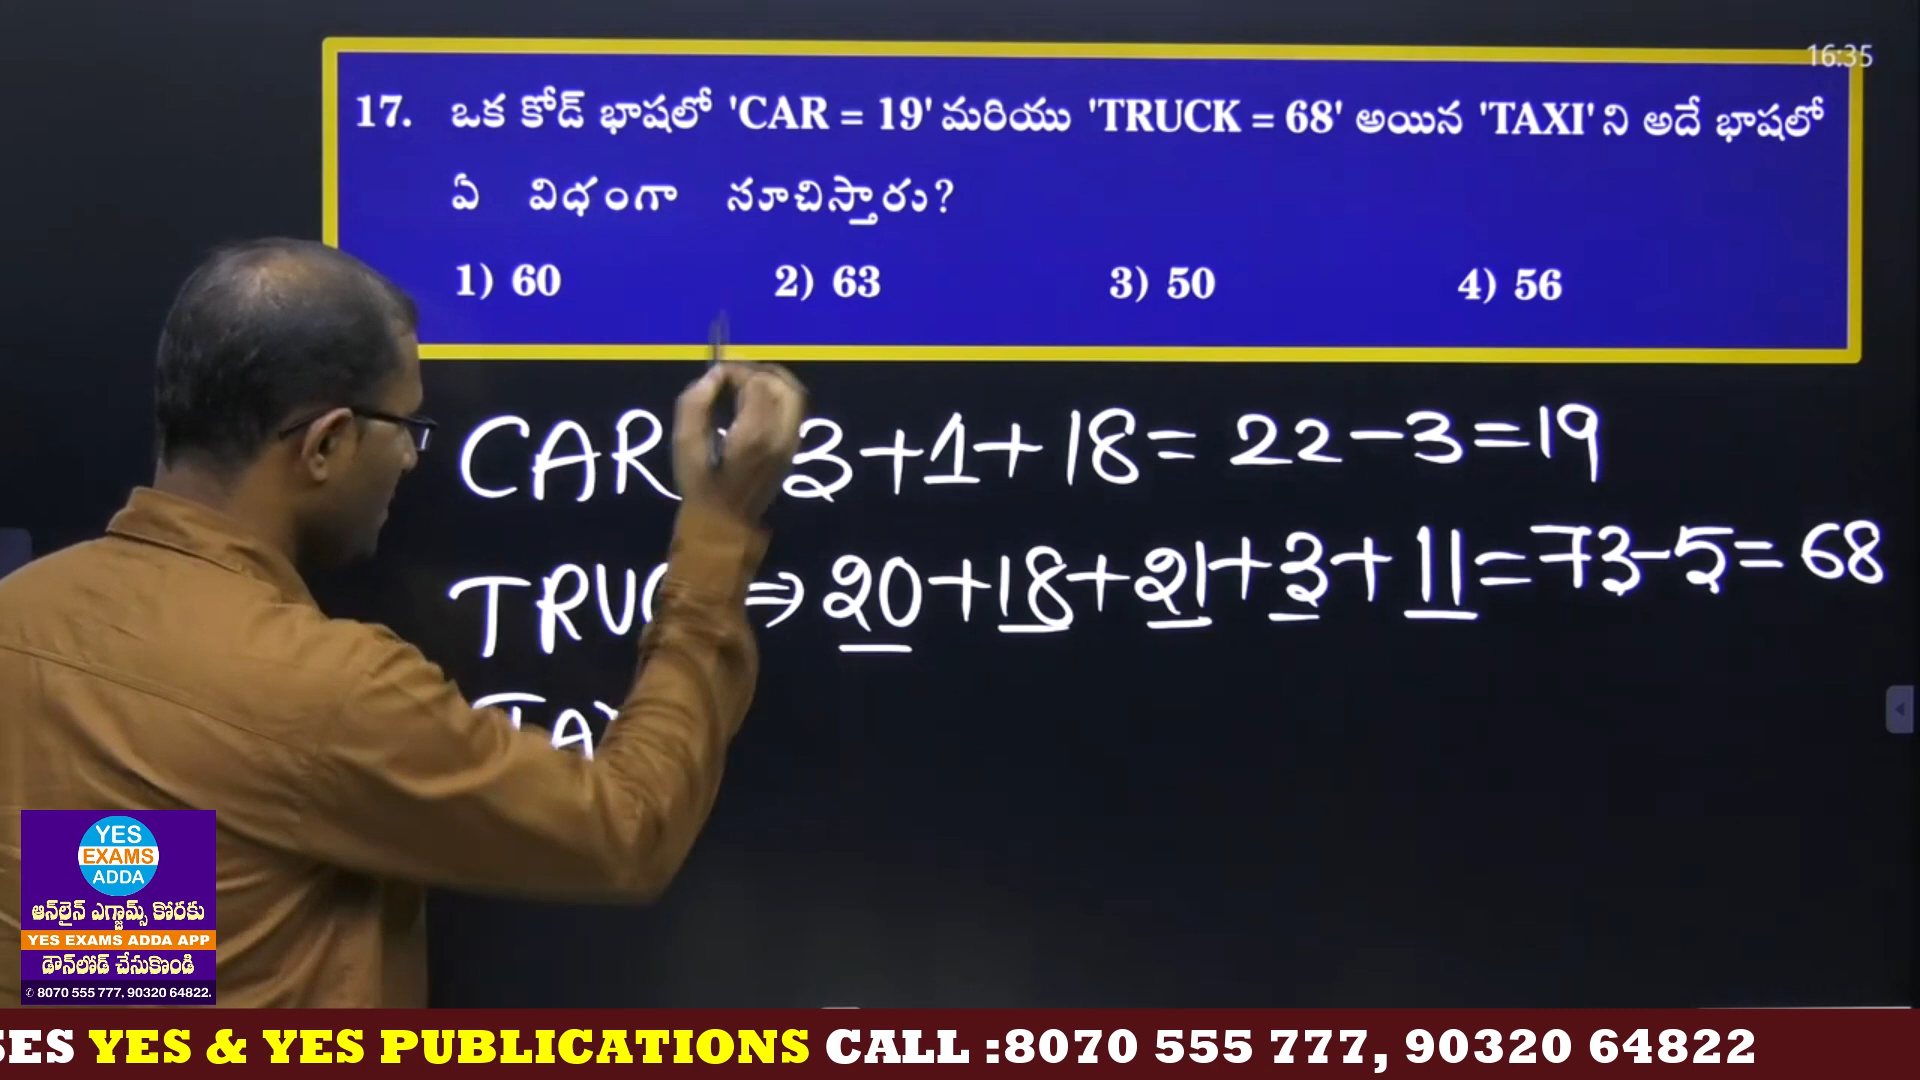 16:35
17. ఒక కోడ్ భాషలో 'CAR = 19' మరియు 'TRUCK = 68' అయిన 'TAXI' ని అదే భాషలో
ఏ విధంగా సూచిస్తారు?
1) 60 2) 63 3) 50 4) 56
CAR 3+1+18= 22-3=19
⇒ 20+18+21+3+11=73-5=68
YES
EXAMS
ADDA
ఆన్‌లైన్ ఎగ్జామ్స్ కోరకు
YES EXAMS ADDA APP
డౌన్‌లోడ్ చేసుకొండి
✆ 8070 555 777, 90320 64822.
YES & YES PUBLICATIONS CALL :8070 555 777, 90320 64822